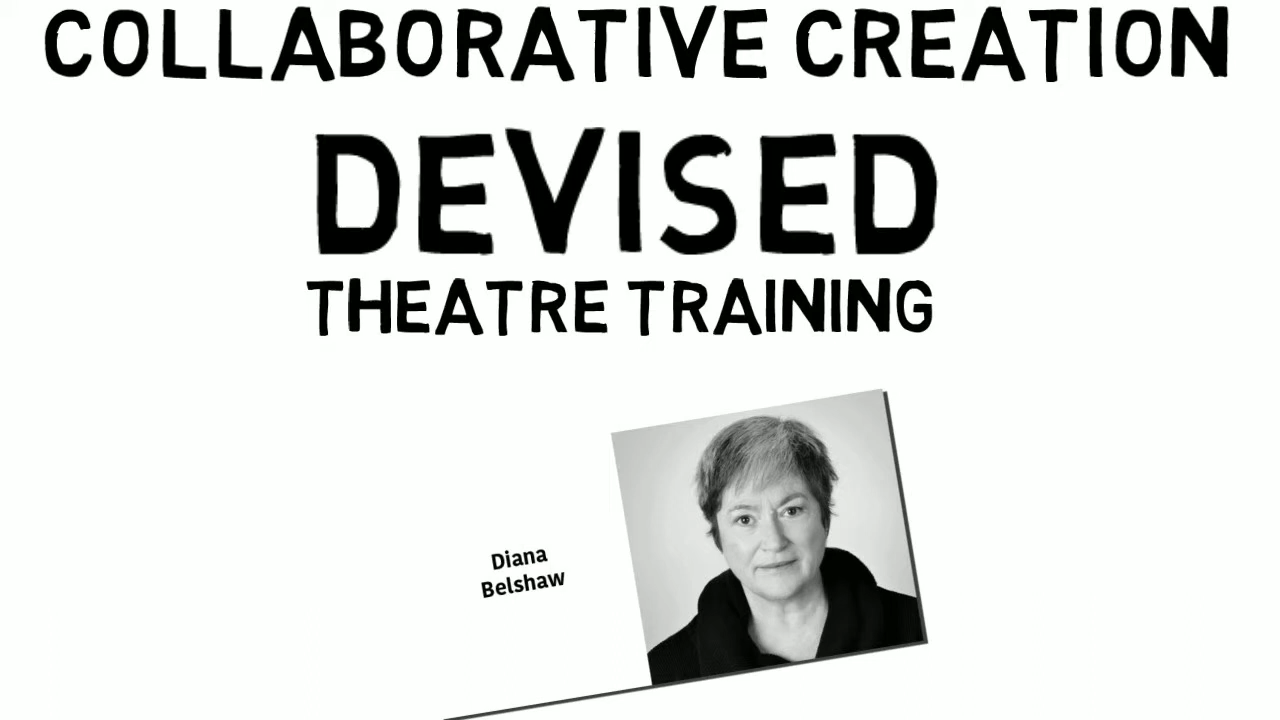 COLLABORATIVE CREATION
DEVISED
THEATRE TRAINING
Diana
Belshaw